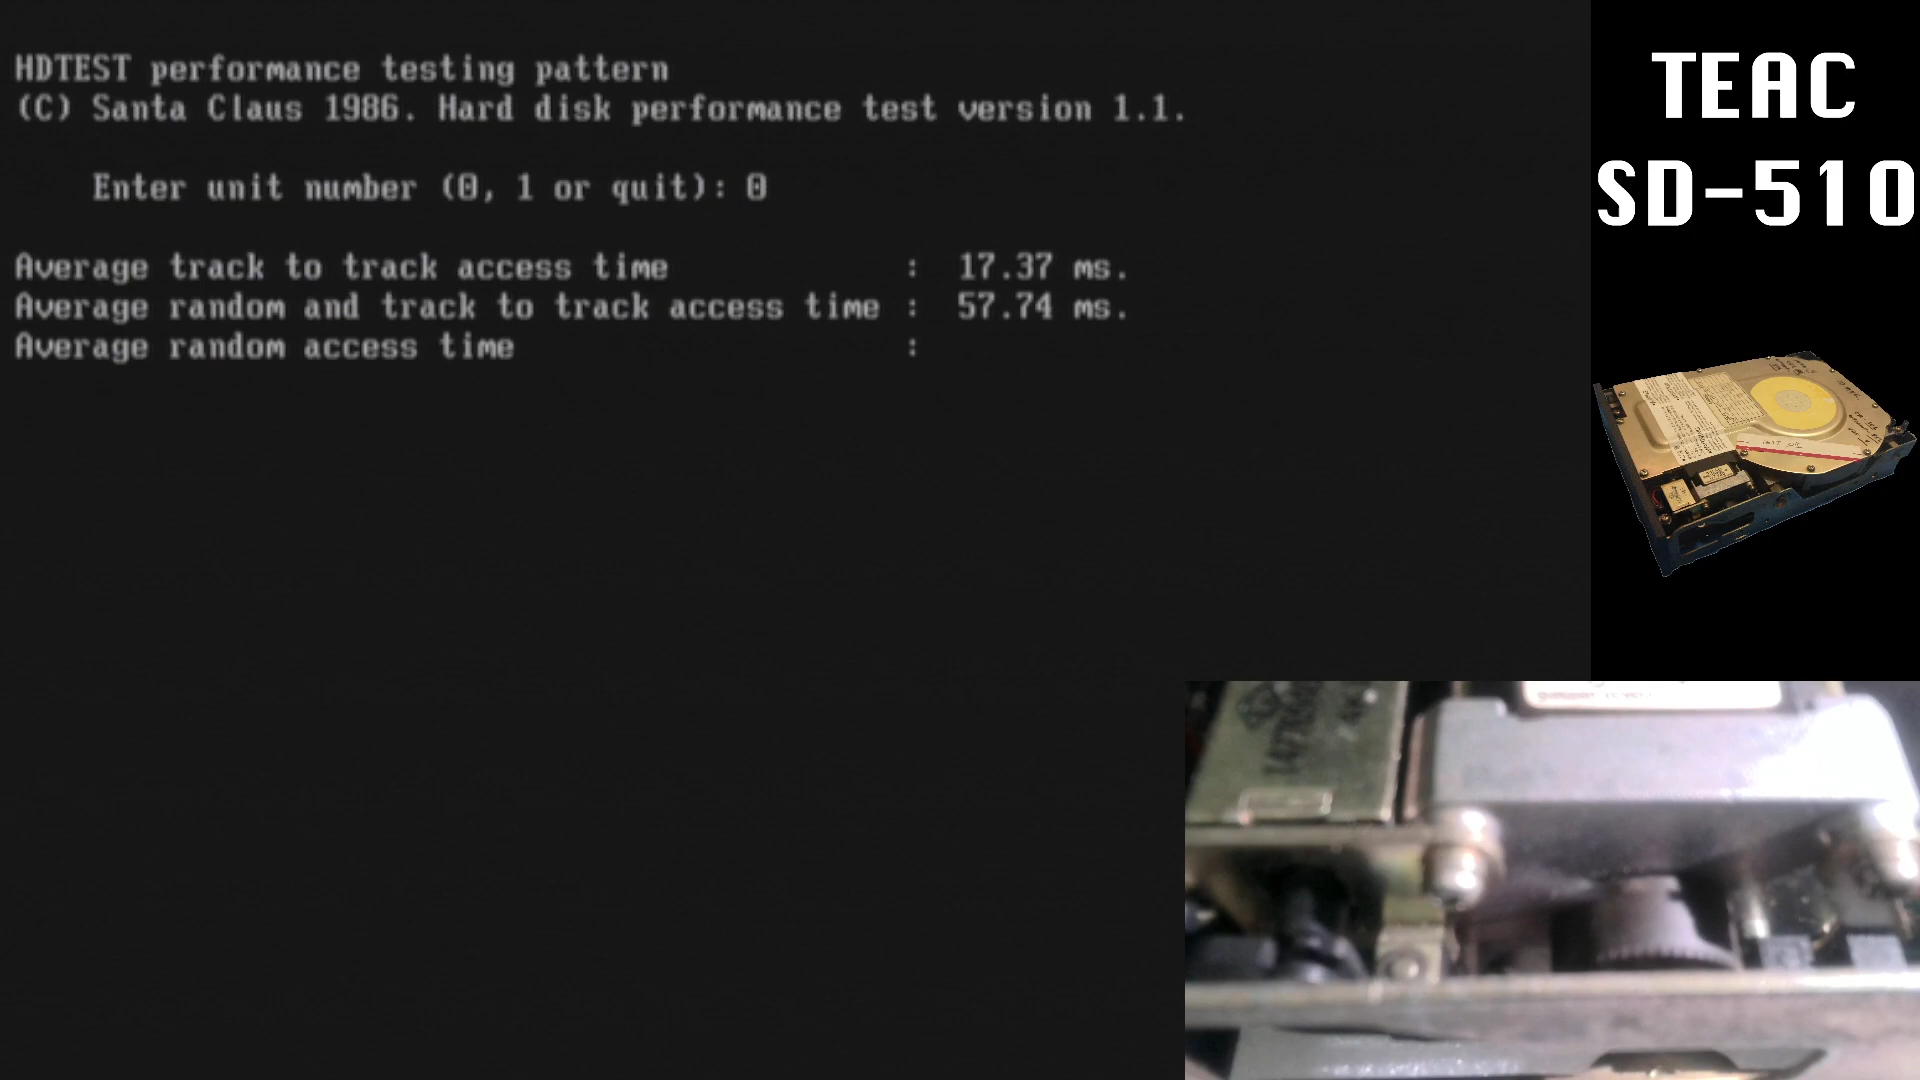 HDTEST performance testing pattern
(C) Santa Claus 1986. Hard disk performance test version 1.1.
Enter unit number (0, 1 or quit): 0
Average track to track access time : 17.37 ms.
Average random and track to track access time : 57.74 ms.
Average random access time :
TEAC
SD-510